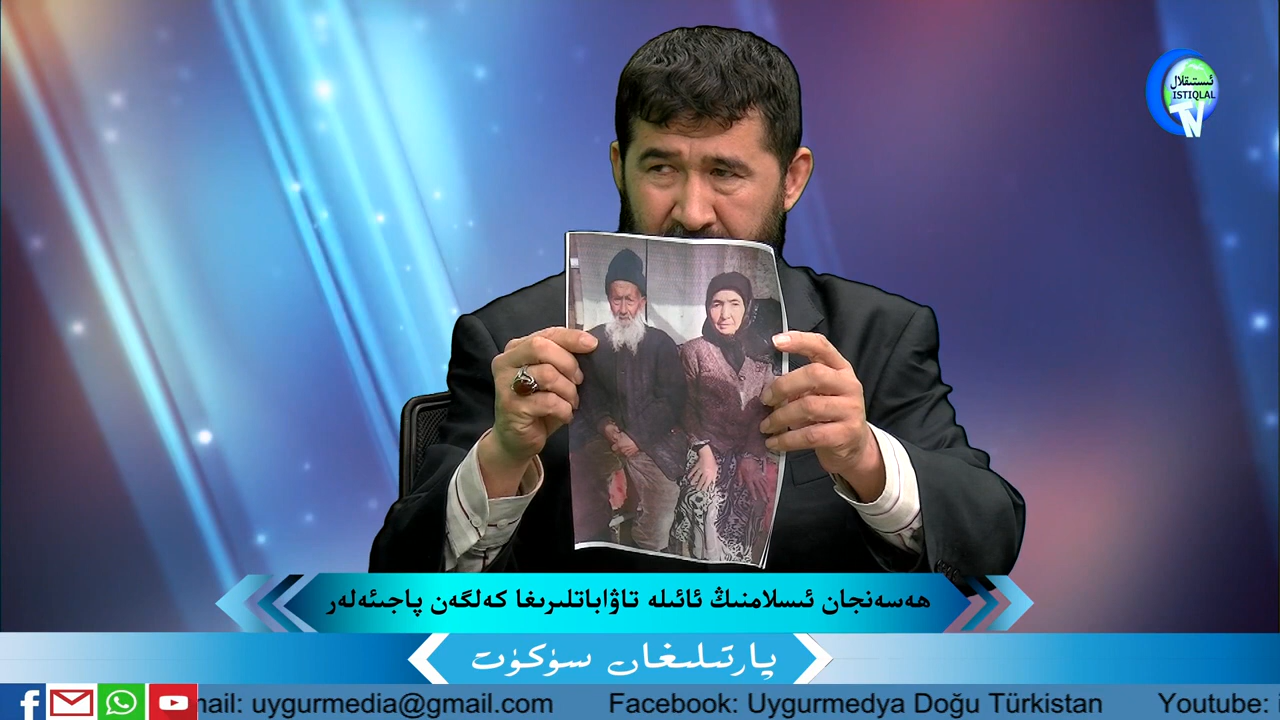 ئىستىقلال
ISTIQLAL
TV
ھەسەنجان ئىسلامنىڭ ئائىلە تاۋاباتلىرىغا كەلگەن پاجىئەلەر
پارتىلىغان سۈكۈت
mail: uygurmedia@gmail.com Facebook: Uygurmedya Doğu Türkistan Youtube: